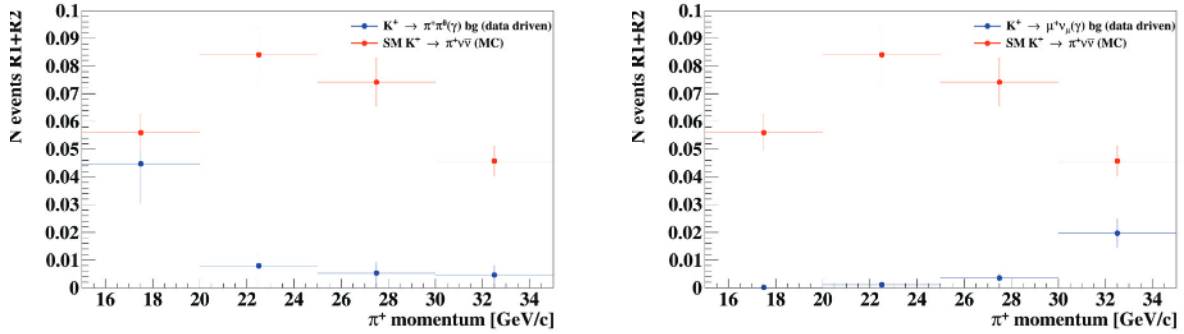 N events R1+R2
0.1
0.09
0.08
0.07
0.06
0.05
0.04
0.03
0.02
0.01
0
K⁺ → π⁺π⁰(γ) bg (data driven)
SM K⁺ → π⁺νν̅ (MC)
16 18 20 22 24 26 28 30 32 34
π⁺ momentum [GeV/c]
N events R1+R2
0.1
0.09
0.08
0.07
0.06
0.05
0.04
0.03
0.02
0.01
0
K⁺ → μ⁺νμ(γ) bg (data driven)
SM K⁺ → π⁺νν̅ (MC)
16 18 20 22 24 26 28 30 32 34
π⁺ momentum [GeV/c]